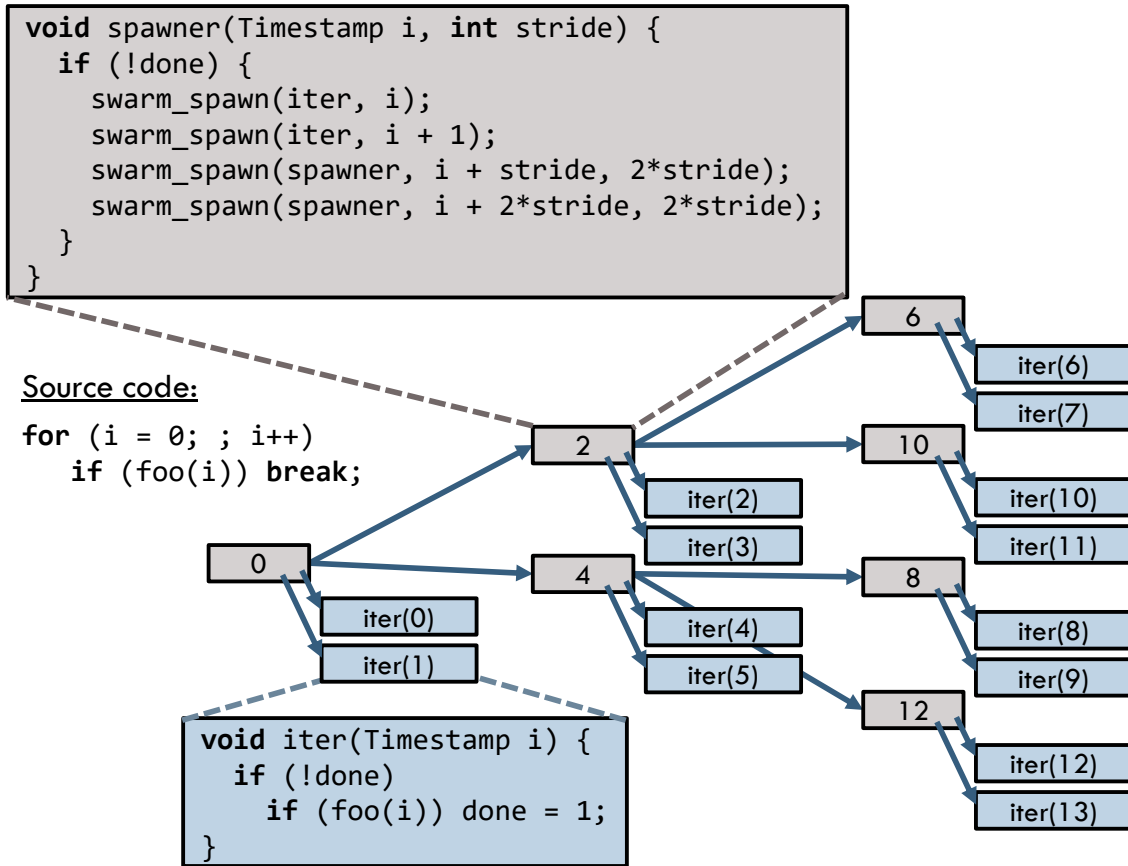 void spawner(Timestamp i, int stride) {
  if (!done) {
    swarm_spawn(iter, i);
    swarm_spawn(iter, i + 1);
    swarm_spawn(spawner, i + stride, 2*stride);
    swarm_spawn(spawner, i + 2*stride, 2*stride);
  }
}
6
iter(6)
iter(7)
Source code:
for (i = 0; ; i++)
   if (foo(i)) break;
2
iter(2)
iter(3)
10
iter(10)
iter(11)
0
iter(0)
iter(1)
4
iter(4)
iter(5)
8
iter(8)
iter(9)
12
iter(12)
iter(13)
void iter(Timestamp i) {
  if (!done)
    if (foo(i)) done = 1;
}